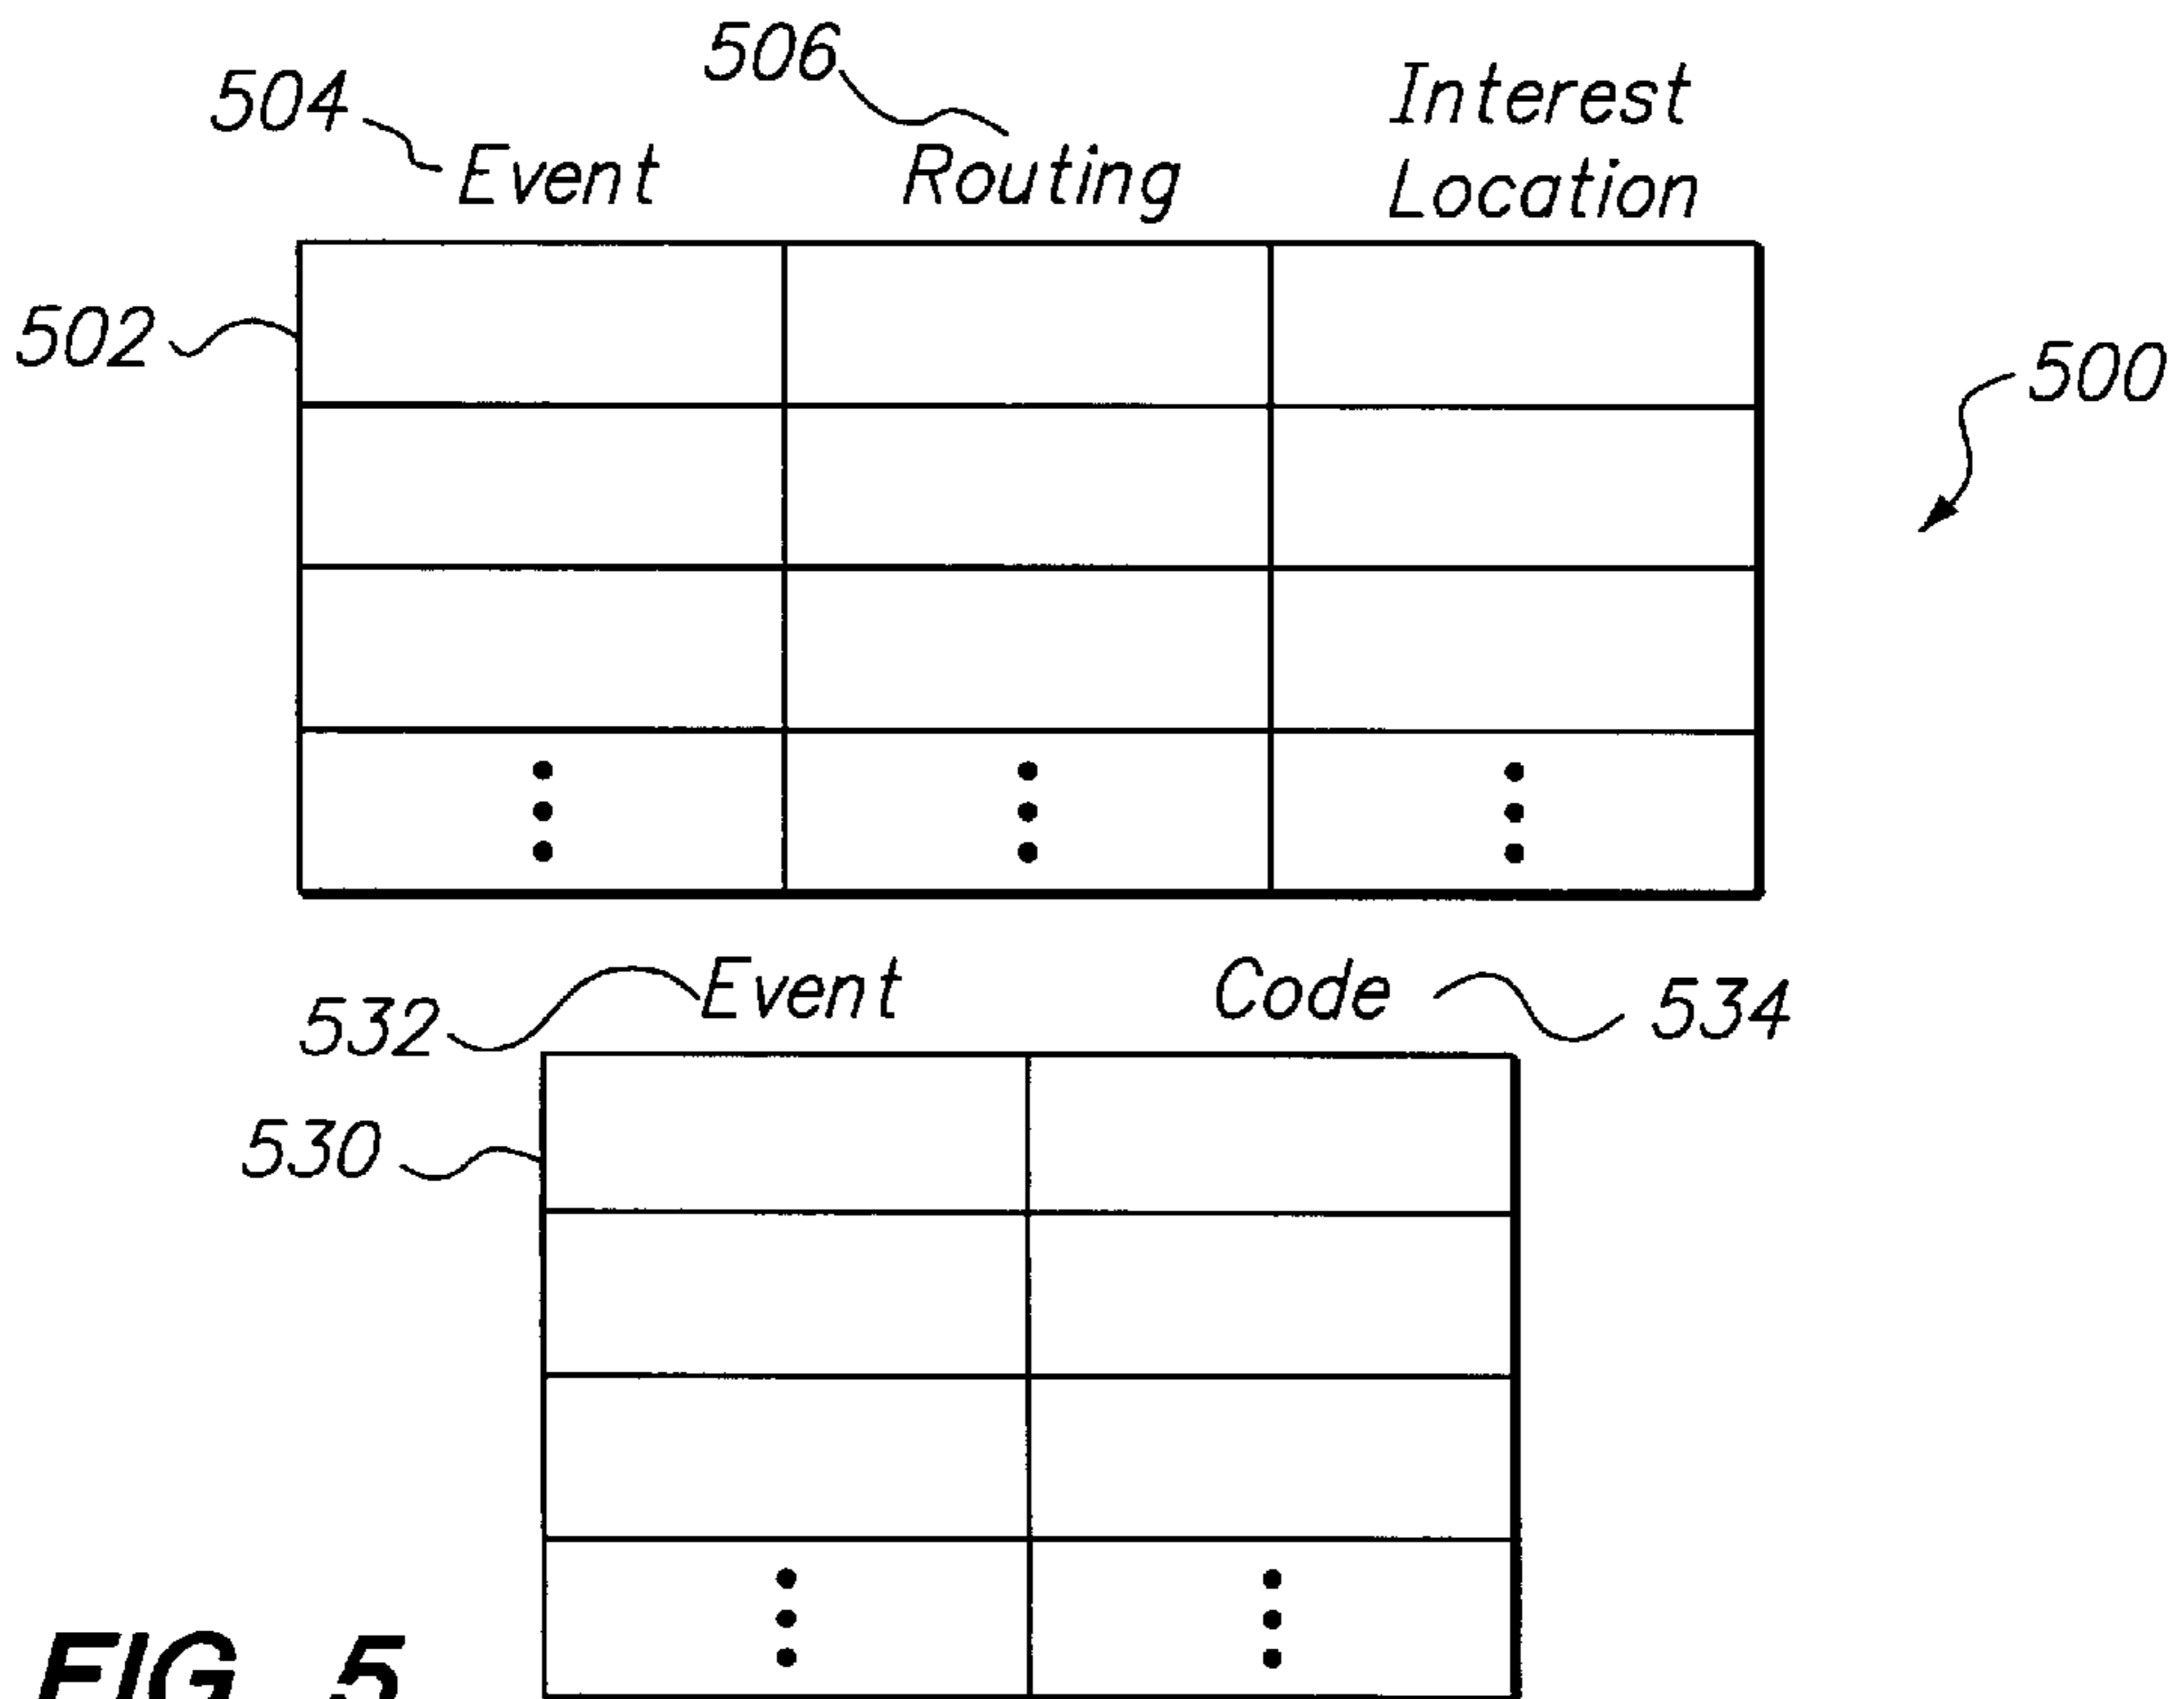 506
504
Interest
Event
Routing
Location
502
500
Event
Code
532
534
530
FIG. 5